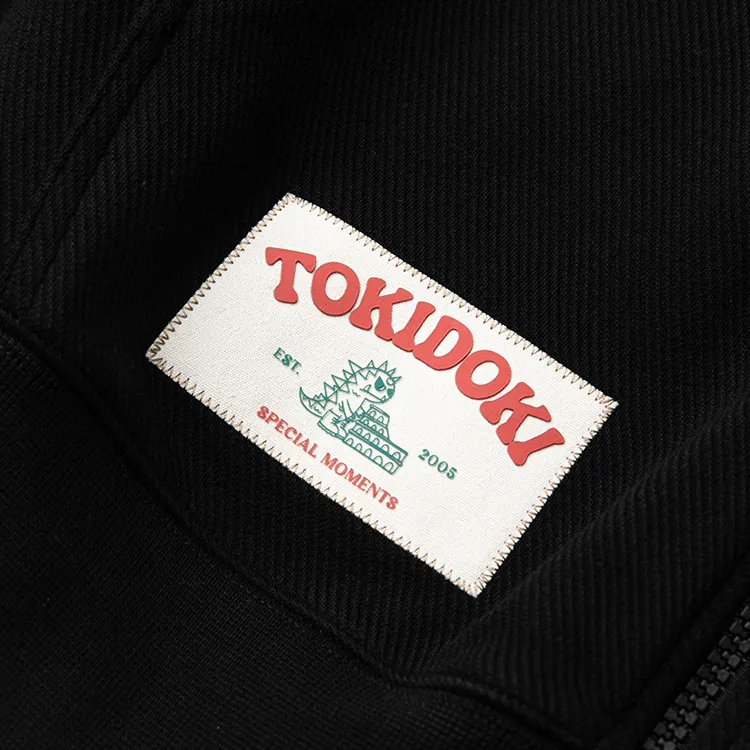 TOKIDOKI
EST.
2005
SPECIAL MOMENTS